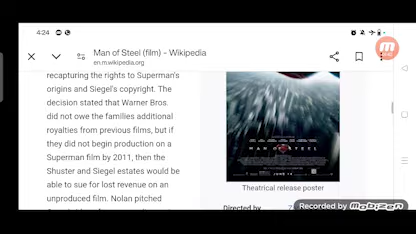 4:24
Man of Steel (film) - Wikipedia
en.m.wikipedia.org
recapturing the rights to Superman's
origins and Siegel's copyright. The
decision stated that Warner Bros.
did not owe the families additional
royalties from previous films, but if
they did not begin production on a
Superman film by 2011, then the
Shuster and Siegel estates would be
able to sue for lost revenue on an
unproduced film. Nolan pitched
MAN OF STEEL
JUNE 14
Theatrical release poster
Directed by
Recorded by MOBIZEN